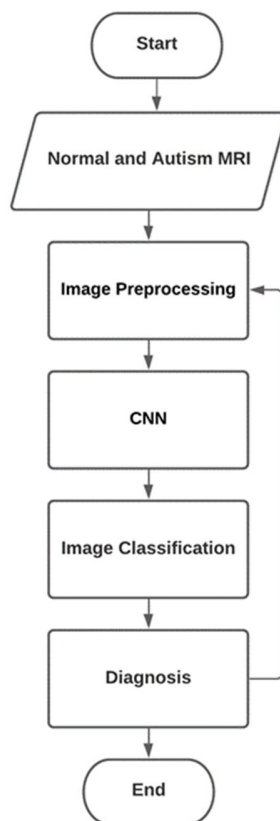 Start
Normal and Autism MRI
Image Preprocessing
CNN
Image Classification
Diagnosis
End